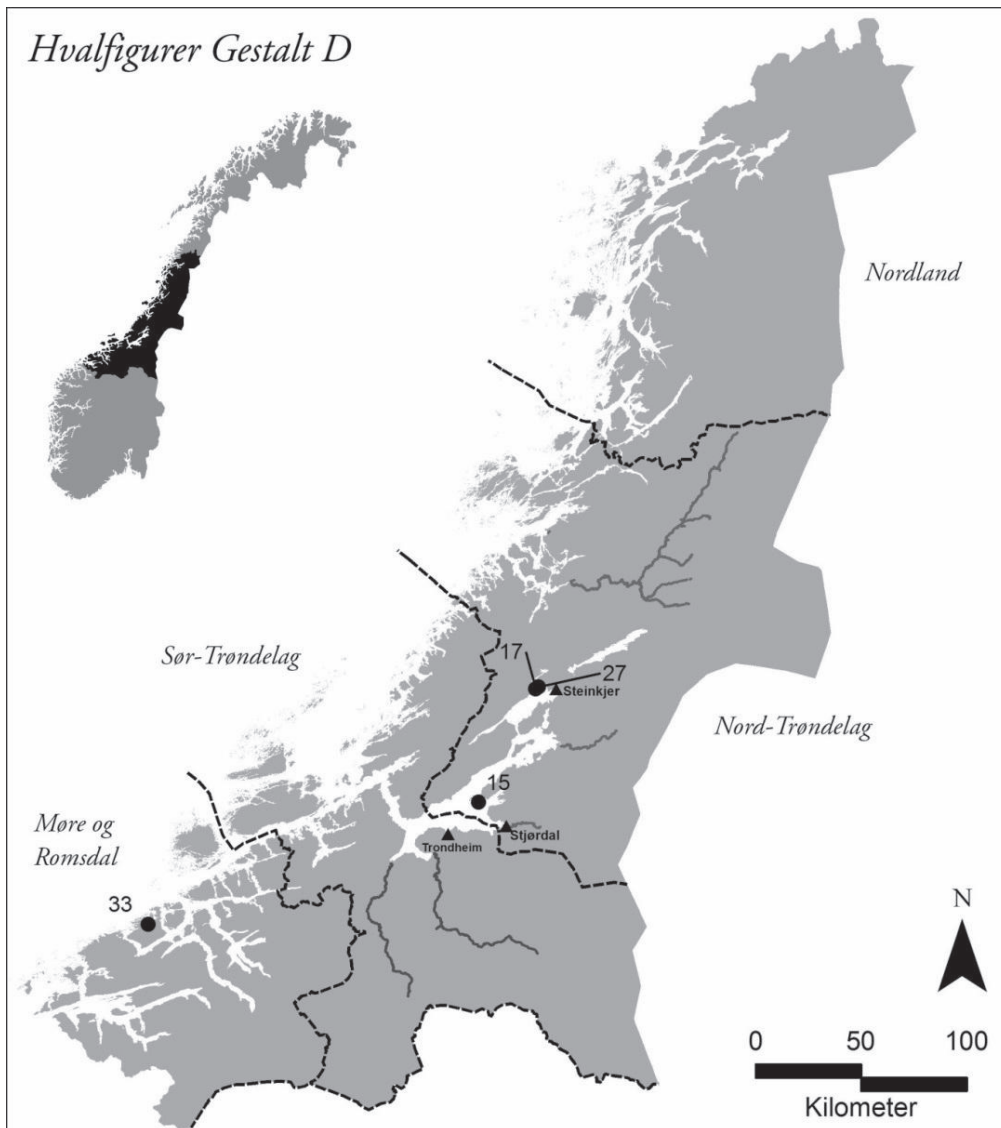 Hvalfigurer Gestalt D
Nordland
Sør-Trøndelag
17
27
Steinkjer
Nord-Trøndelag
15
Møre og
Romsdal
Trondheim
Stjørdal
33
N
0 50 100
Kilometer